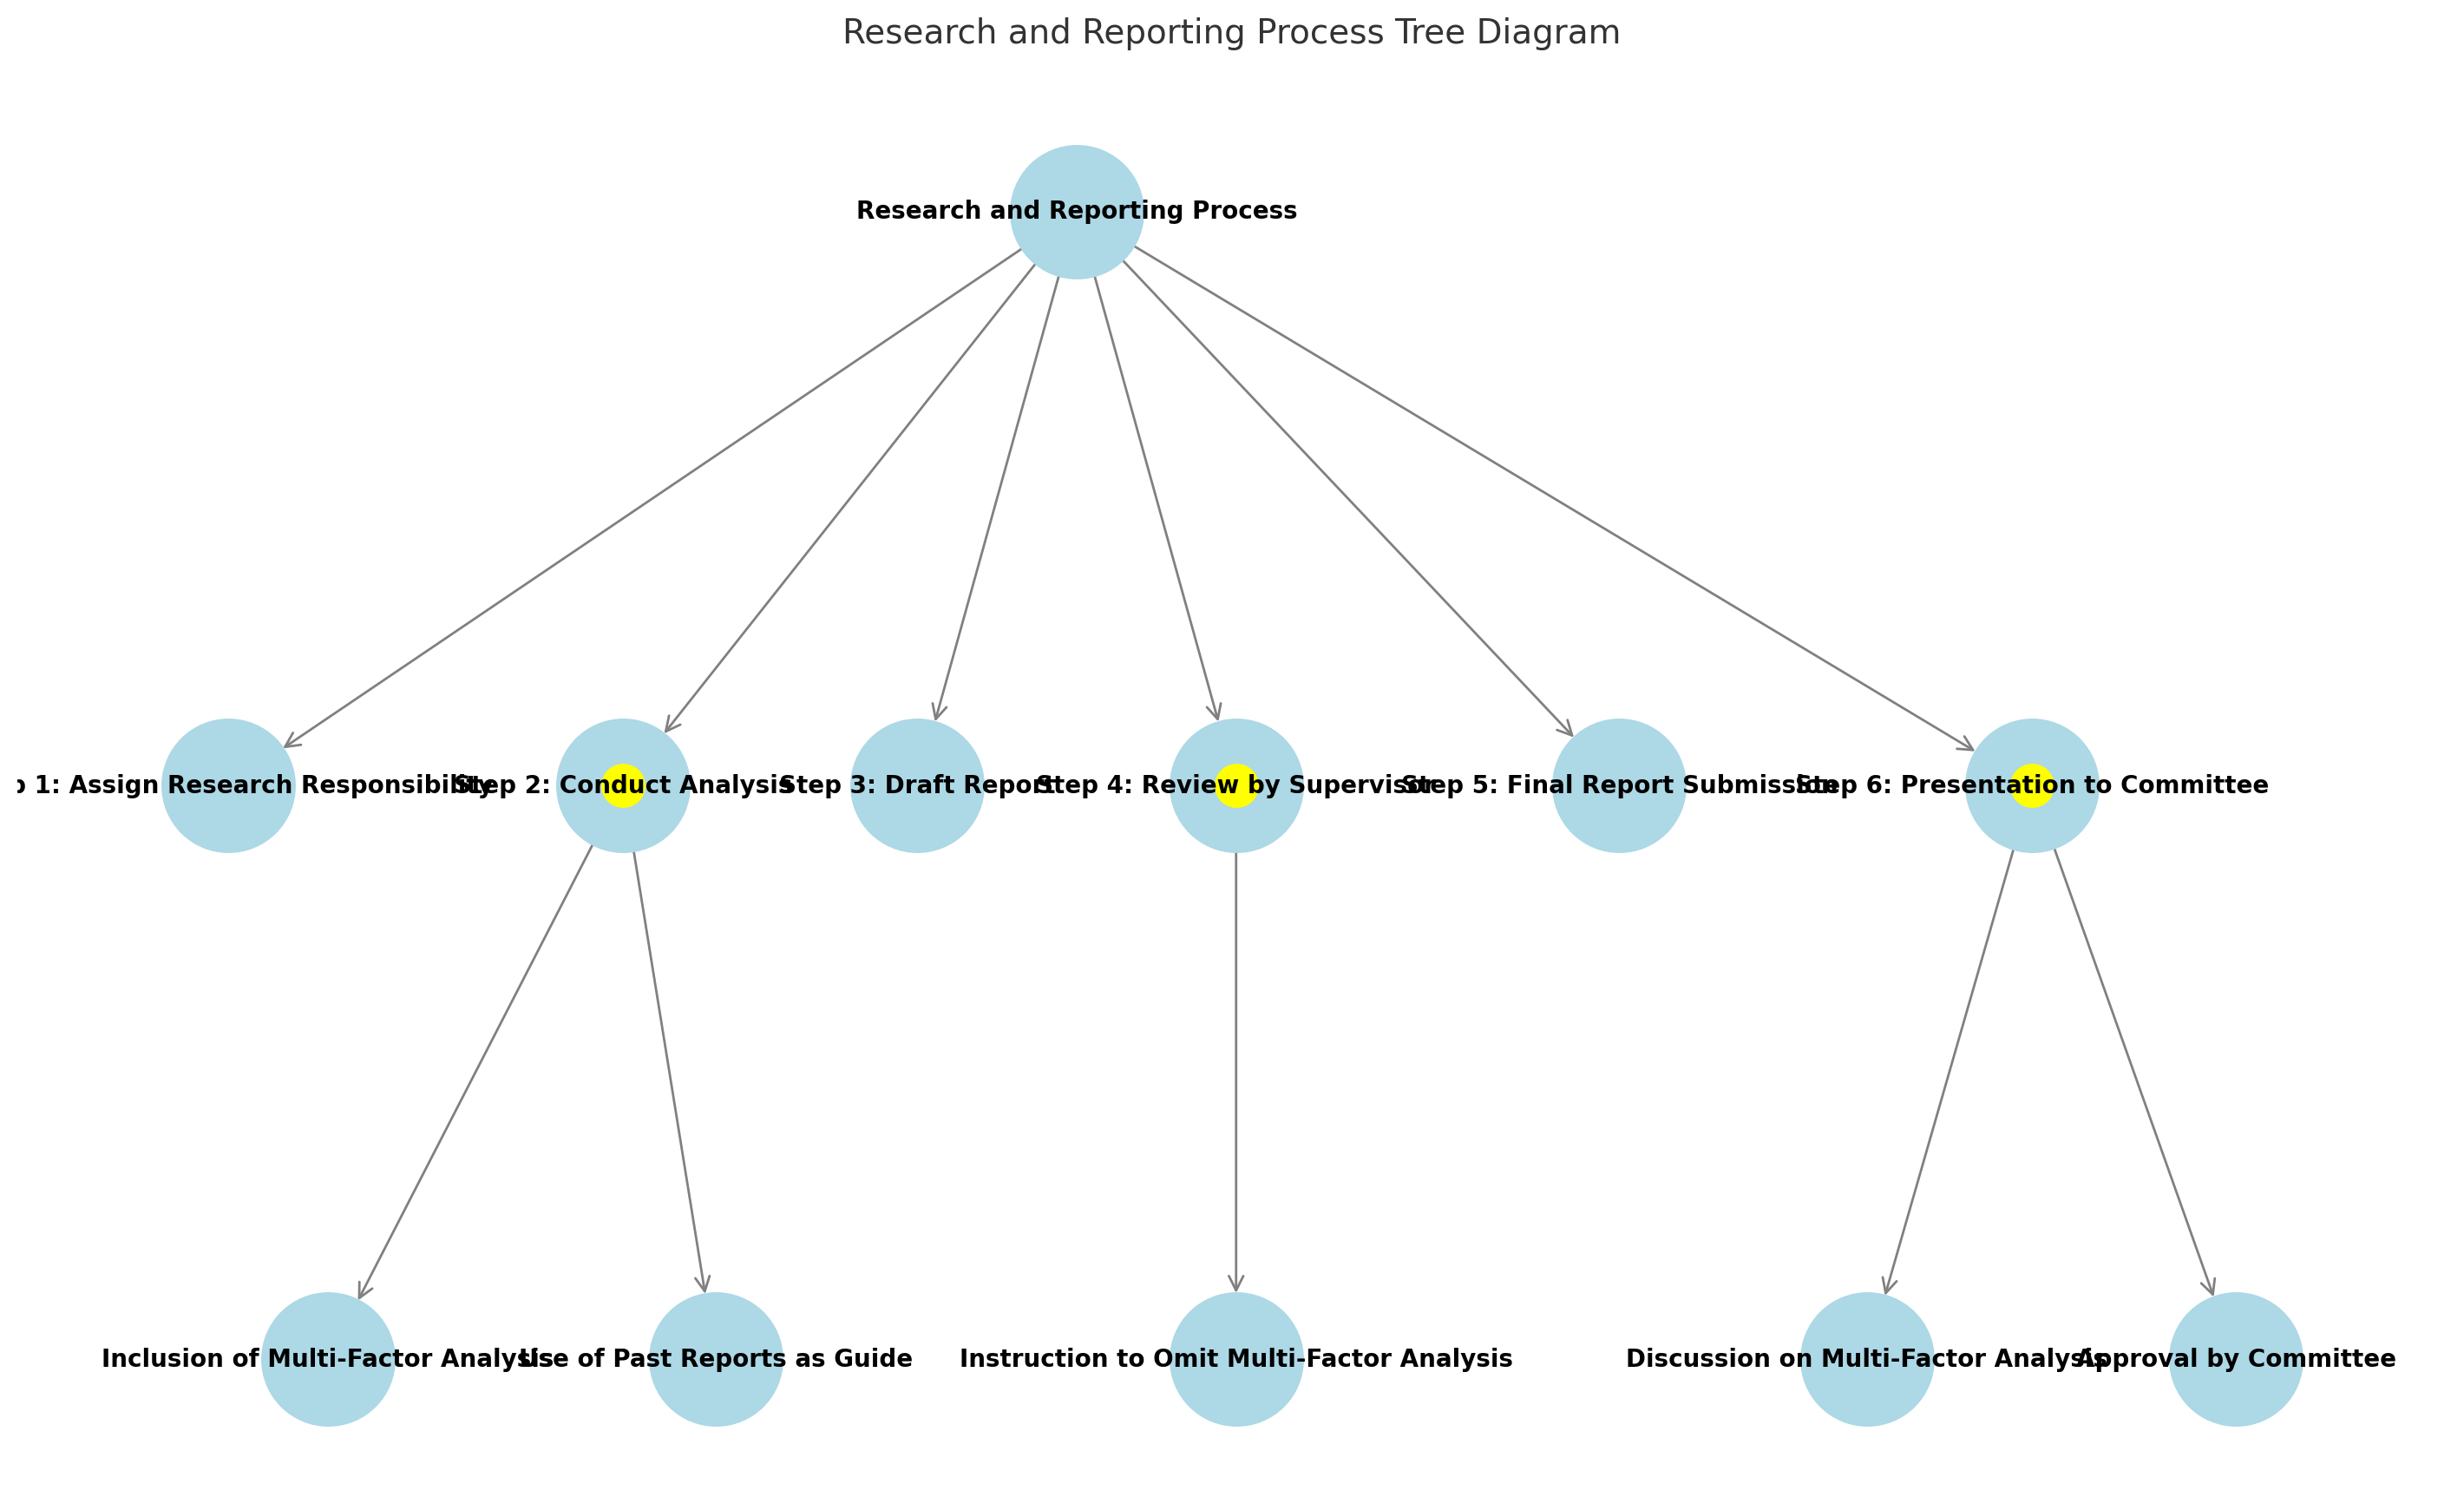 Research and Reporting Process Tree Diagram
Research and Reporting Process
p 1: Assign Research Responsibility
Step 2: Conduct Analysis
Step 3: Draft Report
Step 4: Review by Supervisor
Step 5: Final Report Submission
Step 6: Presentation to Committee
Inclusion of Multi-Factor Analysis
Use of Past Reports as Guide
Instruction to Omit Multi-Factor Analysis
Discussion on Multi-Factor Analysis
Approval by Committee